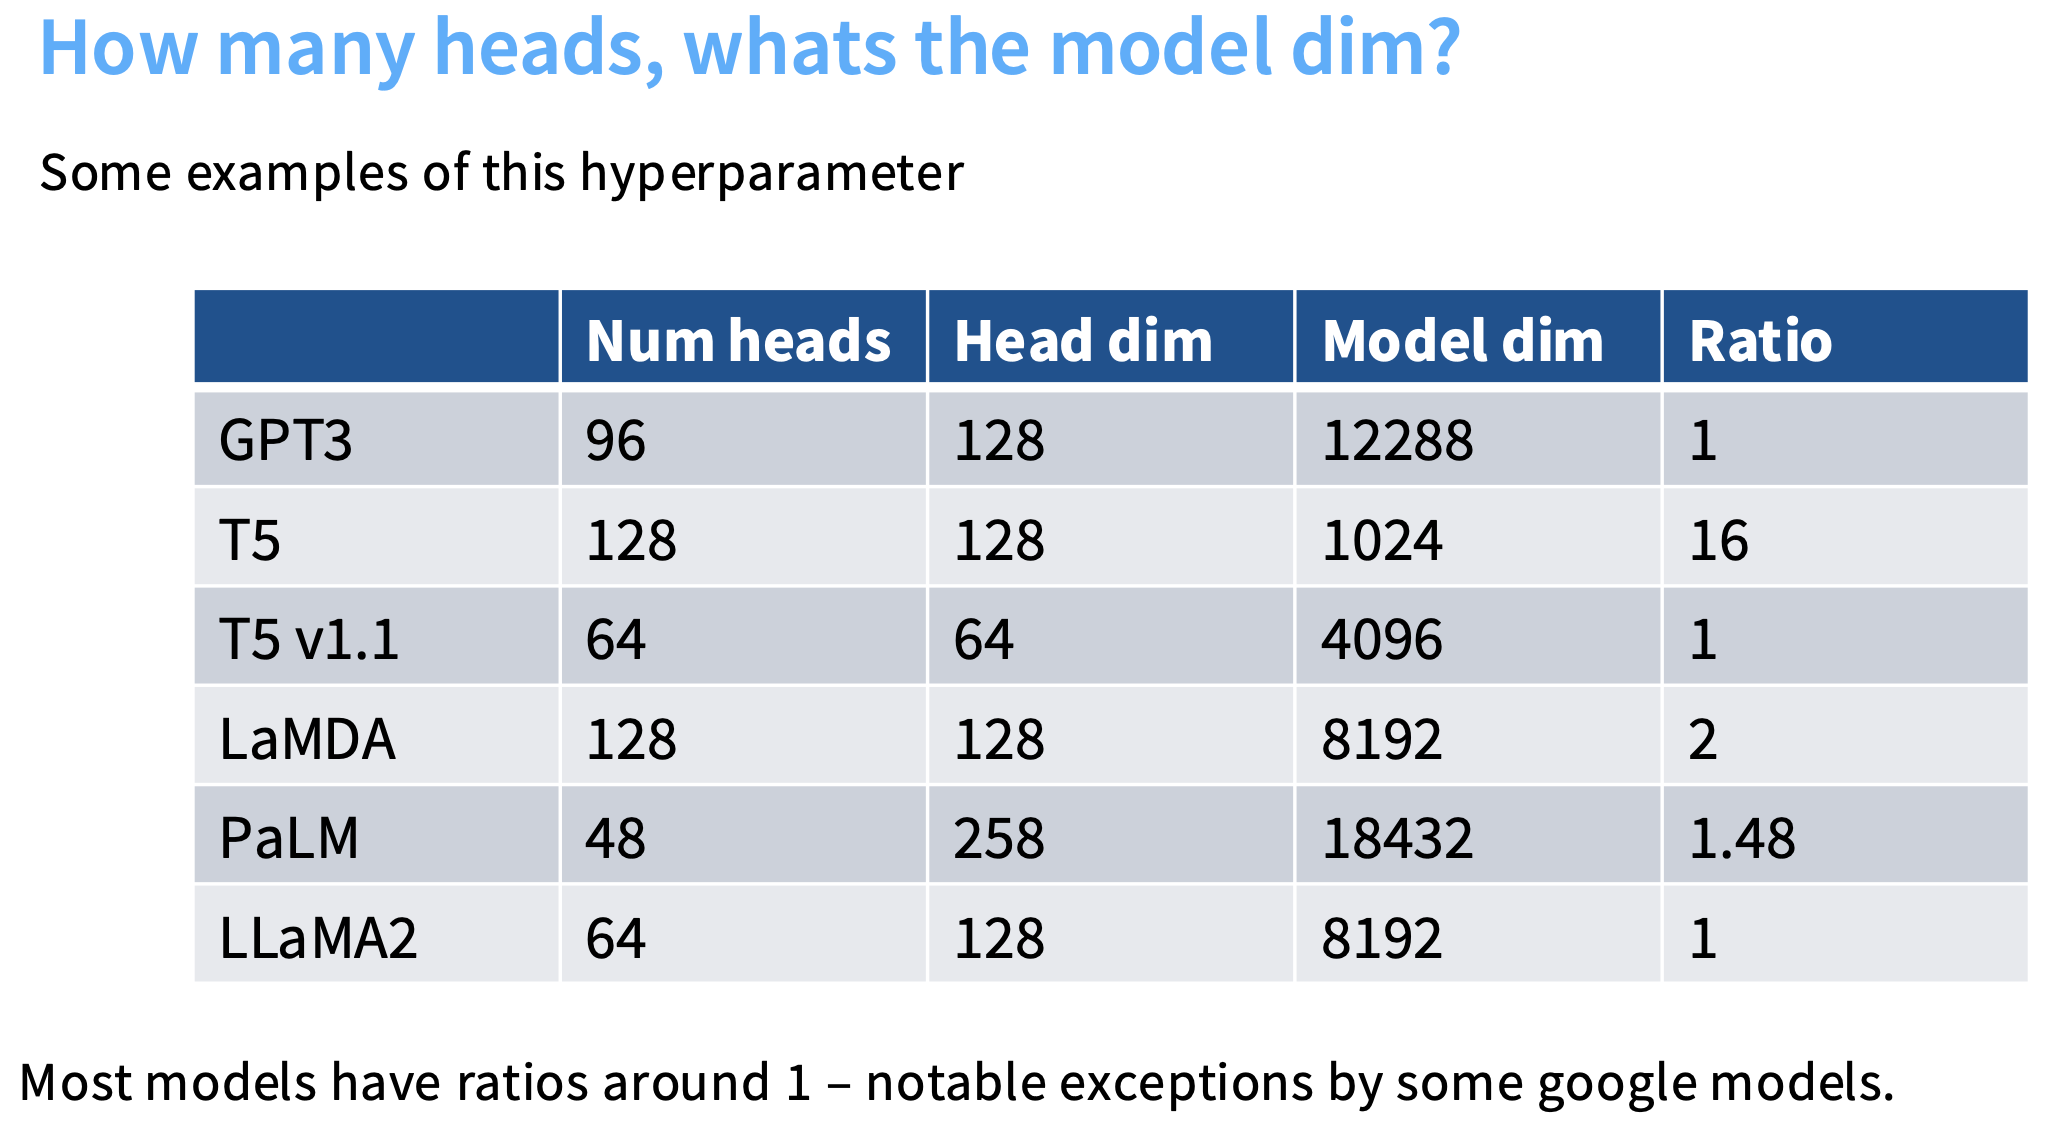 How many heads, whats the model dim?
Some examples of this hyperparameter
Num heads Head dim Model dim Ratio
GPT3 96 128 12288 1
T5 128 128 1024 16
T5 v1.1 64 64 4096 1
LaMDA 128 128 8192 2
PaLM 48 258 18432 1.48
LLaMA2 64 128 8192 1
Most models have ratios around 1 – notable exceptions by some google models.